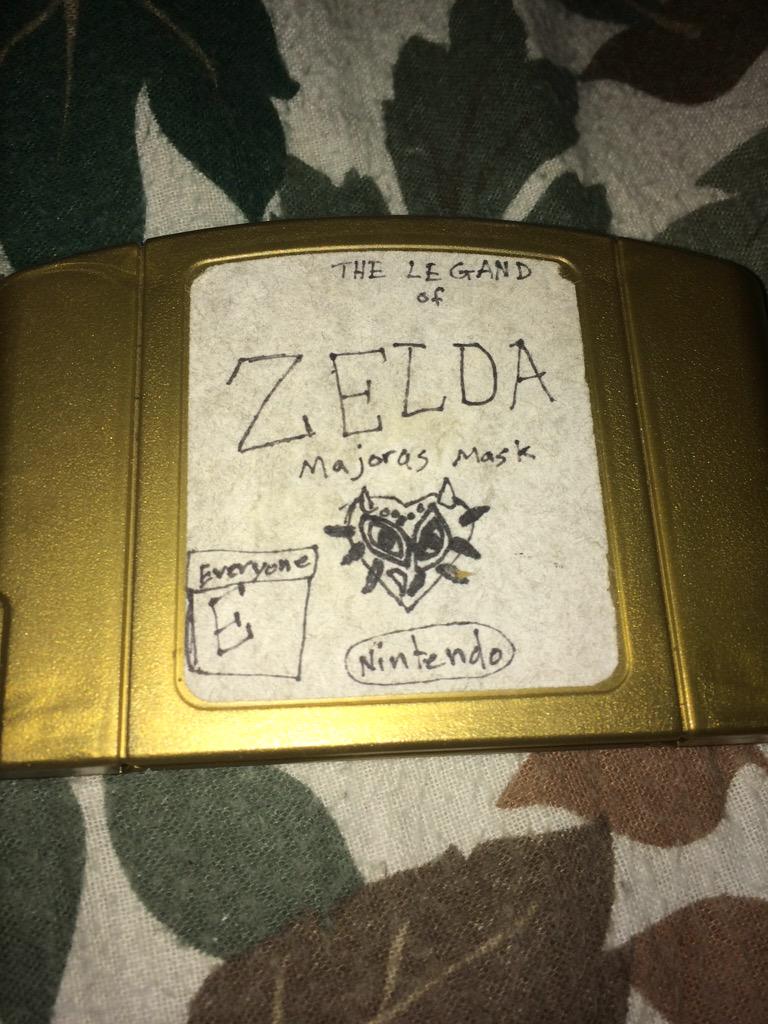 THE LEGAND
of
ZELDA
Majoras Mask
Everyone
E
Nintendo